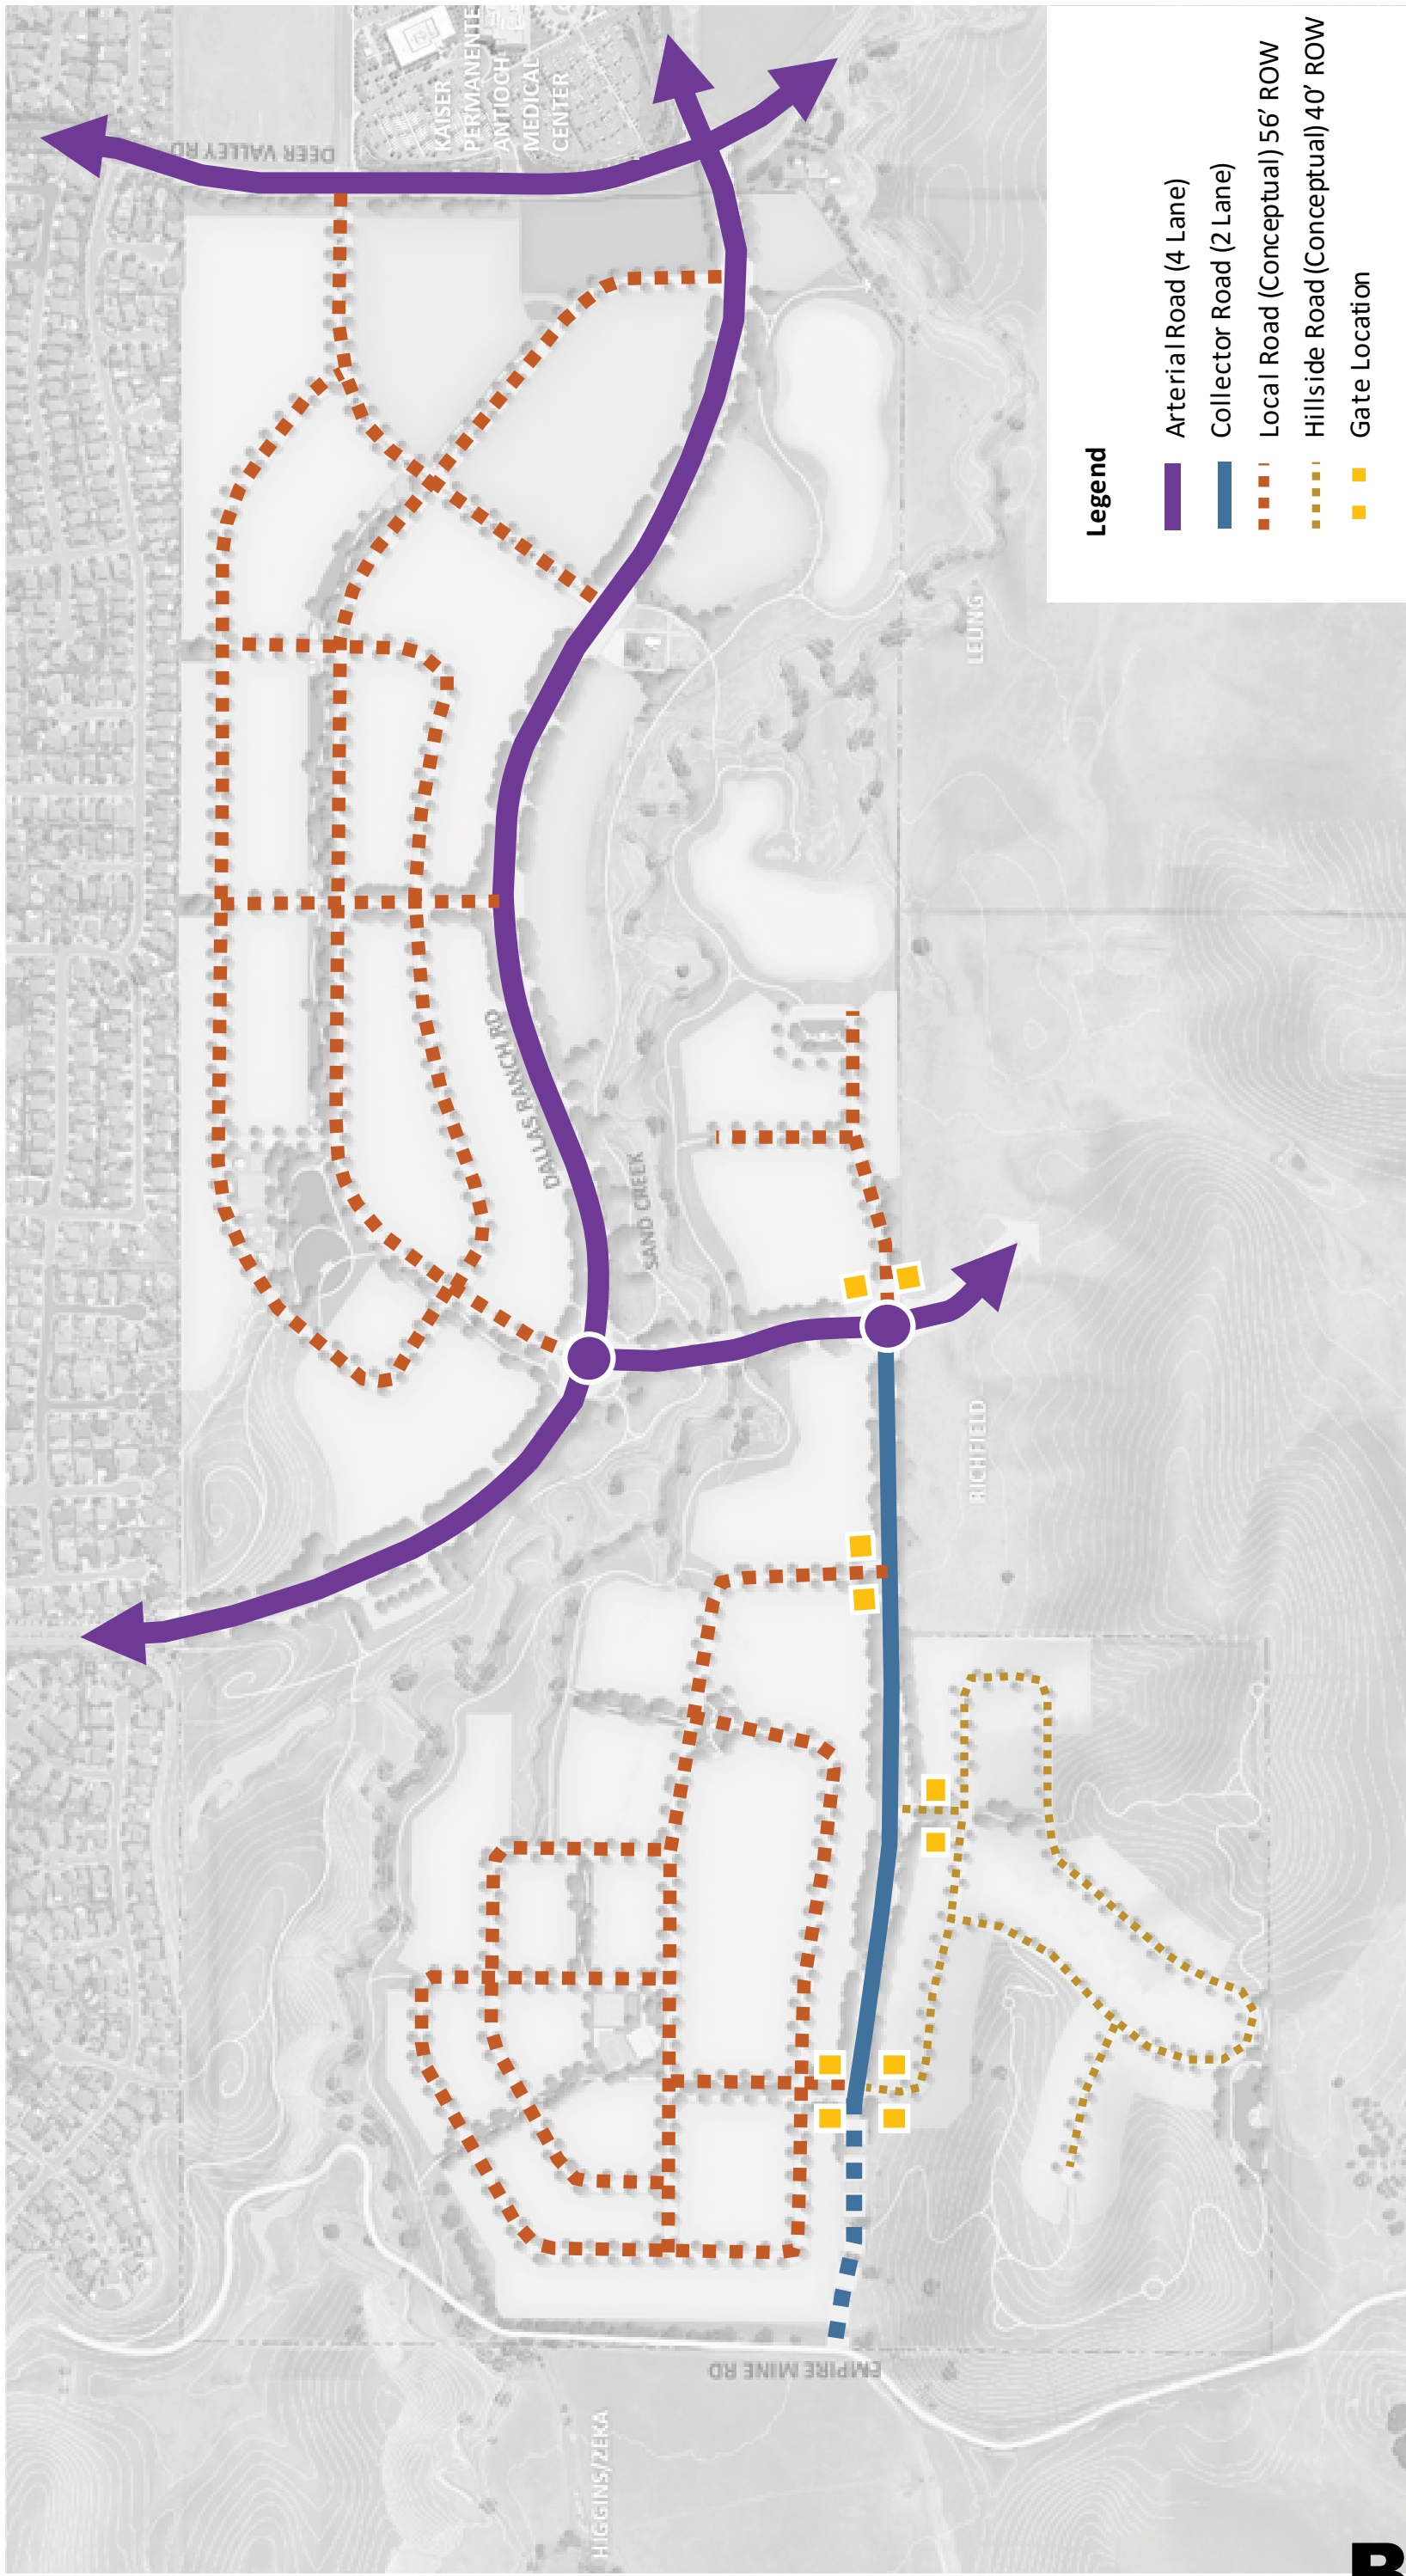 DEER VALLEY RD
KAISER
PERMANENTE
ANTIOCH
MEDICAL
CENTER
DALLAS RANCH RD
SAND CREEK
LEUNG
RICHFIELD
EMPIRE MINE RD
HIGGINS/ZEKA
Legend
Arterial Road (4 Lane)
Collector Road (2 Lane)
Local Road (Conceptual) 56’ ROW
Hillside Road (Conceptual) 40’ ROW
Gate Location
B